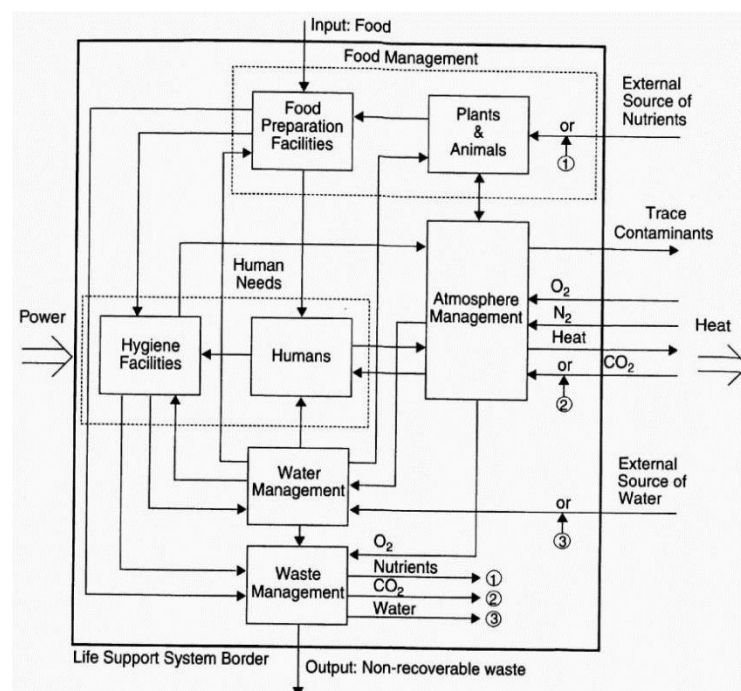 Input: Food
Food Management
Food
Preparation
Facilities
Plants
&
Animals
or
①
External
Source of
Nutrients
Trace
Contaminants
Human
Needs
Atmosphere
Management
O₂
N₂
Heat
or
CO₂
②
Power
Heat
Hygiene
Facilities
Humans
Water
Management
External
Source of
Water
or
③
O₂
Waste
Management
Nutrients
①
CO₂
②
Water
③
Life Support System Border
Output: Non-recoverable waste